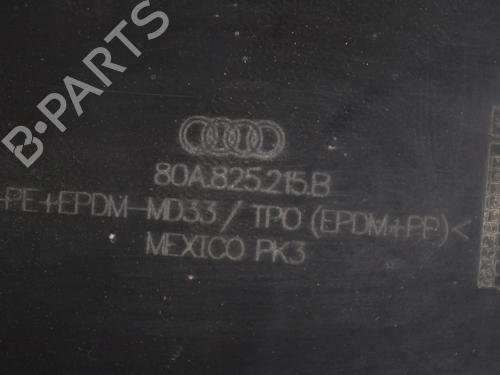 B-PARTS
80A.825.215.B
+PE+EPDM-MD33 / TPO (EPDM+PP)<
MEXICO PK3